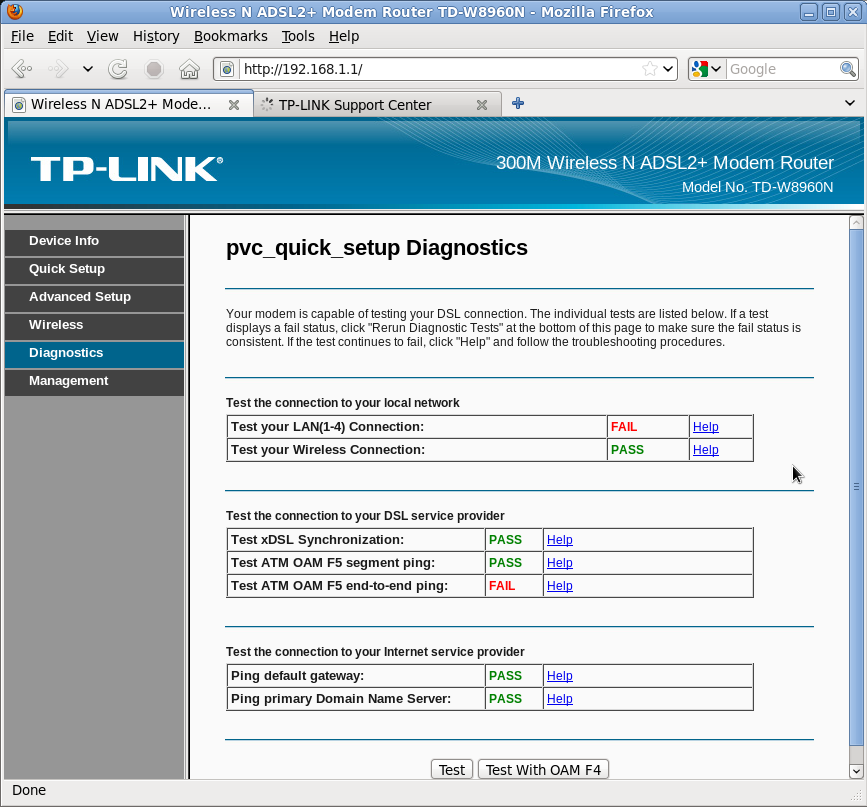 Wireless N ADSL2+ Modem Router TD-W8960N - Mozilla Firefox
File Edit View History Bookmarks Tools Help
http://192.168.1.1/ Google
Wireless N ADSL2+ Mode... TP-LINK Support Center
TP-LINK®
300M Wireless N ADSL2+ Modem Router
Model No. TD-W8960N
Device Info
Quick Setup
Advanced Setup
Wireless
Diagnostics
Management
pvc_quick_setup Diagnostics
Your modem is capable of testing your DSL connection. The individual tests are listed below. If a test
displays a fail status, click "Rerun Diagnostic Tests" at the bottom of this page to make sure the fail status is
consistent. If the test continues to fail, click "Help" and follow the troubleshooting procedures.
Test the connection to your local network
Test your LAN(1-4) Connection: FAIL Help
Test your Wireless Connection: PASS Help
Test the connection to your DSL service provider
Test xDSL Synchronization: PASS Help
Test ATM OAM F5 segment ping: PASS Help
Test ATM OAM F5 end-to-end ping: FAIL Help
Test the connection to your Internet service provider
Ping default gateway: PASS Help
Ping primary Domain Name Server: PASS Help
Test Test With OAM F4
Done